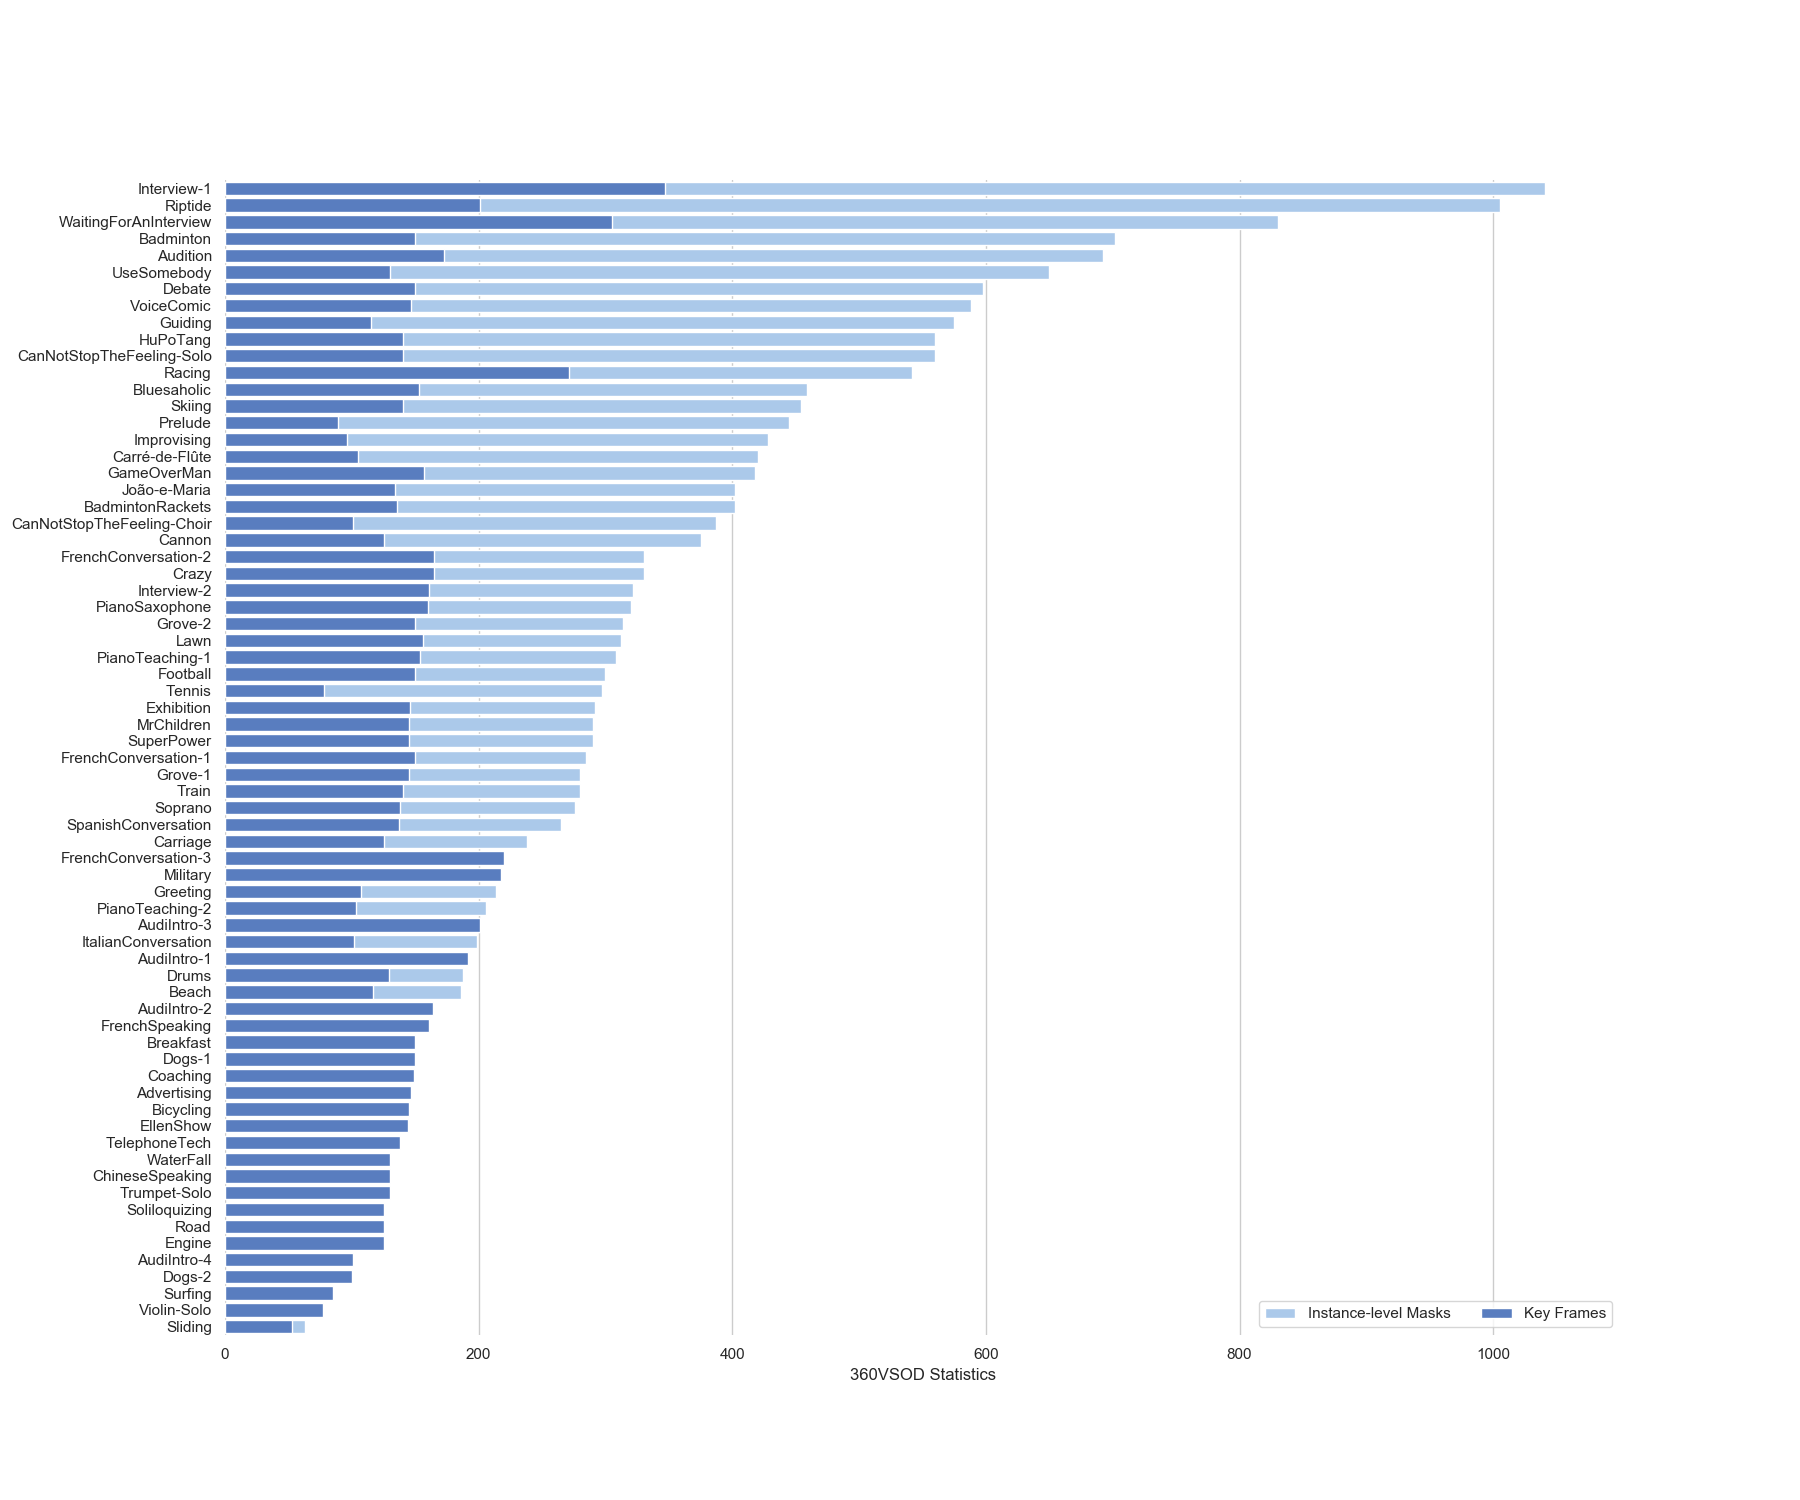 Interview-1
Riptide
WaitingForAnInterview
Badminton
Audition
UseSomebody
Debate
VoiceComic
Guiding
HuPoTang
CanNotStopTheFeeling-Solo
Racing
Bluesaholic
Skiing
Prelude
Improvising
Carré-de-Flûte
GameOverMan
João-e-Maria
BadmintonRackets
CanNotStopTheFeeling-Choir
Cannon
FrenchConversation-2
Crazy
Interview-2
PianoSaxophone
Grove-2
Lawn
PianoTeaching-1
Football
Tennis
Exhibition
MrChildren
SuperPower
FrenchConversation-1
Grove-1
Train
Soprano
SpanishConversation
Carriage
FrenchConversation-3
Military
Greeting
PianoTeaching-2
AudiIntro-3
ItalianConversation
AudiIntro-1
Drums
Beach
AudiIntro-2
FrenchSpeaking
Breakfast
Dogs-1
Coaching
Advertising
Bicycling
EllenShow
TelephoneTech
WaterFall
ChineseSpeaking
Trumpet-Solo
Soliloquizing
Road
Engine
AudiIntro-4
Dogs-2
Surfing
Violin-Solo
Sliding
Instance-level Masks Key Frames
0 200 400 600 800 1000
360VSOD Statistics